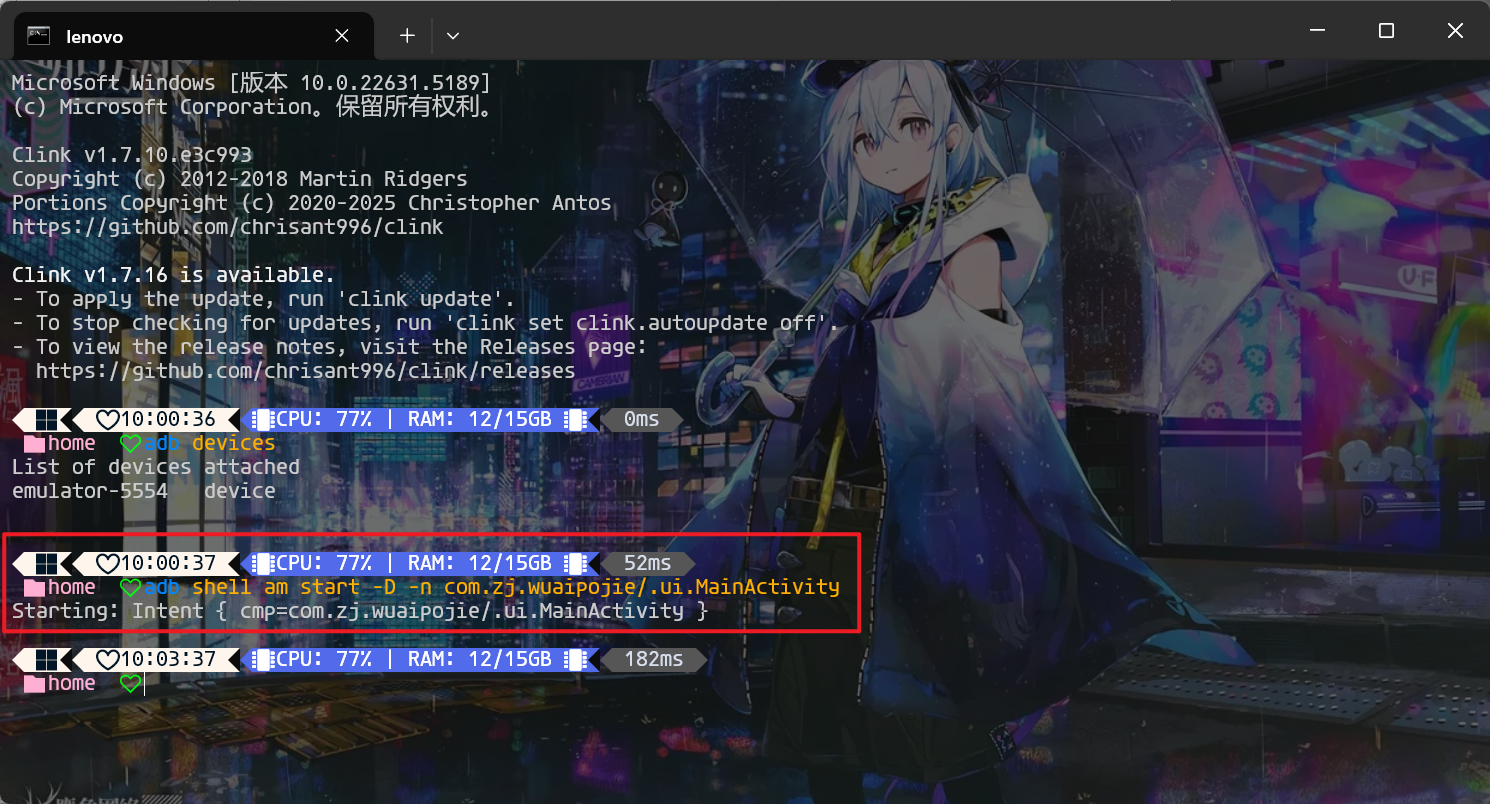 lenovo
Microsoft Windows [版本 10.0.22631.5189]
(c) Microsoft Corporation。保留所有权利。
Clink v1.7.10.e3c993
Copyright (c) 2012-2018 Martin Ridgers
Portions Copyright (c) 2020-2025 Christopher Antos
https://github.com/chrisant996/clink
Clink v1.7.16 is available.
- To apply the update, run 'clink update'.
- To stop checking for updates, run 'clink set clink.autoupdate off'.
- To view the release notes, visit the Releases page:
  https://github.com/chrisant996/clink/releases
10:00:36 CPU: 77% | RAM: 12/15GB 0ms
home adb devices
List of devices attached
emulator-5554   device
10:00:37 CPU: 77% | RAM: 12/15GB 52ms
home adb shell am start -D -n com.zj.wuaipojie/.ui.MainActivity
Starting: Intent { cmp=com.zj.wuaipojie/.ui.MainActivity }
10:03:37 CPU: 77% | RAM: 12/15GB 182ms
home